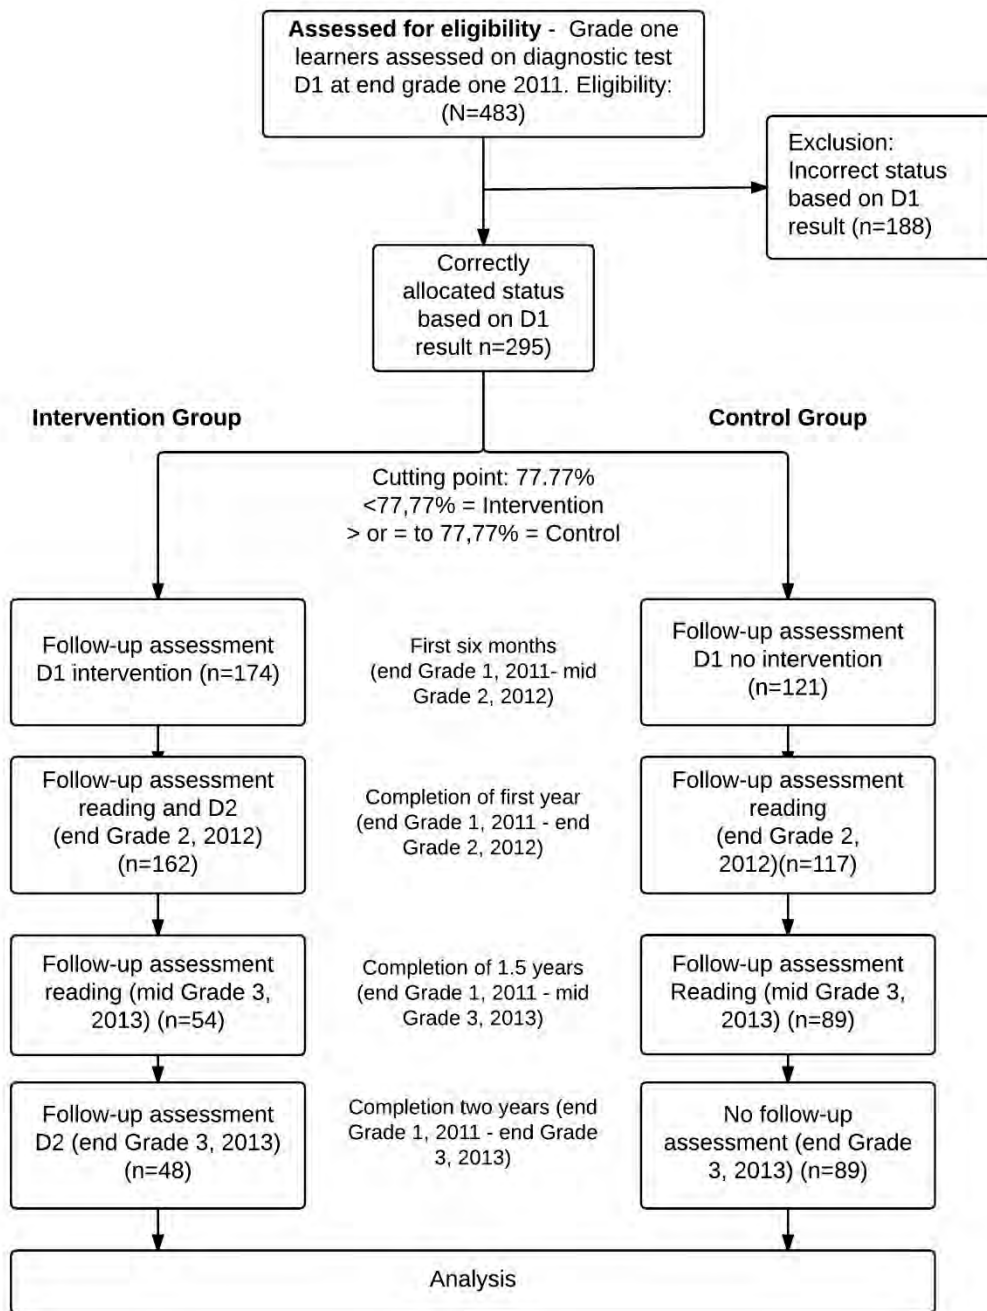 Assessed for eligibility - Grade one
learners assessed on diagnostic test
D1 at end grade one 2011. Eligibility:
(N=483)
Exclusion:
Incorrect status
based on D1
result (n=188)
Correctly
allocated status
based on D1
result n=295)
Intervention Group
Control Group
Cutting point: 77.77%
<77,77% = Intervention
> or = to 77,77% = Control
Follow-up assessment
D1 intervention (n=174)
First six months
(end Grade 1, 2011- mid
Grade 2, 2012)
Follow-up assessment
D1 no intervention
(n=121)
Follow-up assessment
reading and D2
(end Grade 2, 2012)
(n=162)
Completion of first year
(end Grade 1, 2011 - end
Grade 2, 2012)
Follow-up assessment
reading
(end Grade 2,
2012)(n=117)
Follow-up assessment
reading (mid Grade 3,
2013) (n=54)
Completion of 1.5 years
(end Grade 1, 2011 - mid
Grade 3, 2013)
Follow-up assessment
Reading (mid Grade 3,
2013) (n=89)
Follow-up assessment
D2 (end Grade 3, 2013)
(n=48)
Completion two years (end
Grade 1, 2011 - end Grade
3, 2013)
No follow-up
assessment (end Grade
3, 2013) (n=89)
Analysis